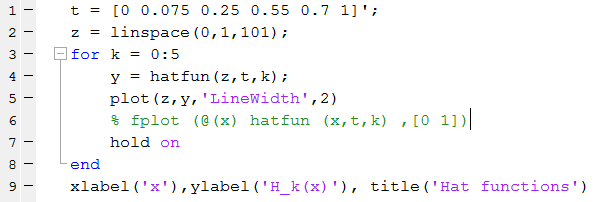 1 - t = [0 0.075 0.25 0.55 0.7 1]';
2 - z = linspace(0,1,101);
3 - for k = 0:5
4 - y = hatfun(z,t,k);
5 - plot(z,y,'LineWidth',2)
6 % fplot (@(x) hatfun (x,t,k) ,[0 1])
7 - hold on
8 - end
9 - xlabel('x'),ylabel('H_k(x)'), title('Hat functions')